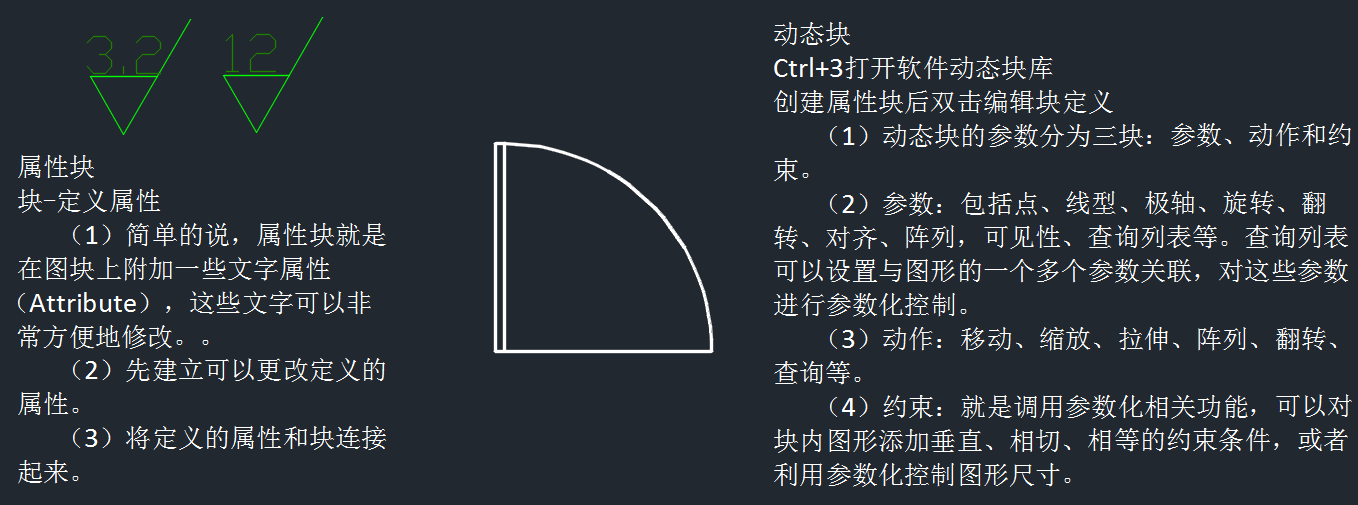 3.2
12
属性块
块-定义属性
（1）简单的说，属性块就是
在图块上附加一些文字属性
（Attribute），这些文字可以非
常方便地修改。。
（2）先建立可以更改定义的
属性。
（3）将定义的属性和块连接
起来。
动态块
Ctrl+3打开软件动态块库
创建属性块后双击编辑块定义
（1）动态块的参数分为三块：参数、动作和约
束。
（2）参数：包括点、线型、极轴、旋转、翻
转、对齐、阵列，可见性、查询列表等。查询列表
可以设置与图形的一个多个参数关联，对这些参数
进行参数化控制。
（3）动作：移动、缩放、拉伸、阵列、翻转、
查询等。
（4）约束：就是调用参数化相关功能，可以对
块内图形添加垂直、相切、相等的约束条件，或者
利用参数化控制图形尺寸。